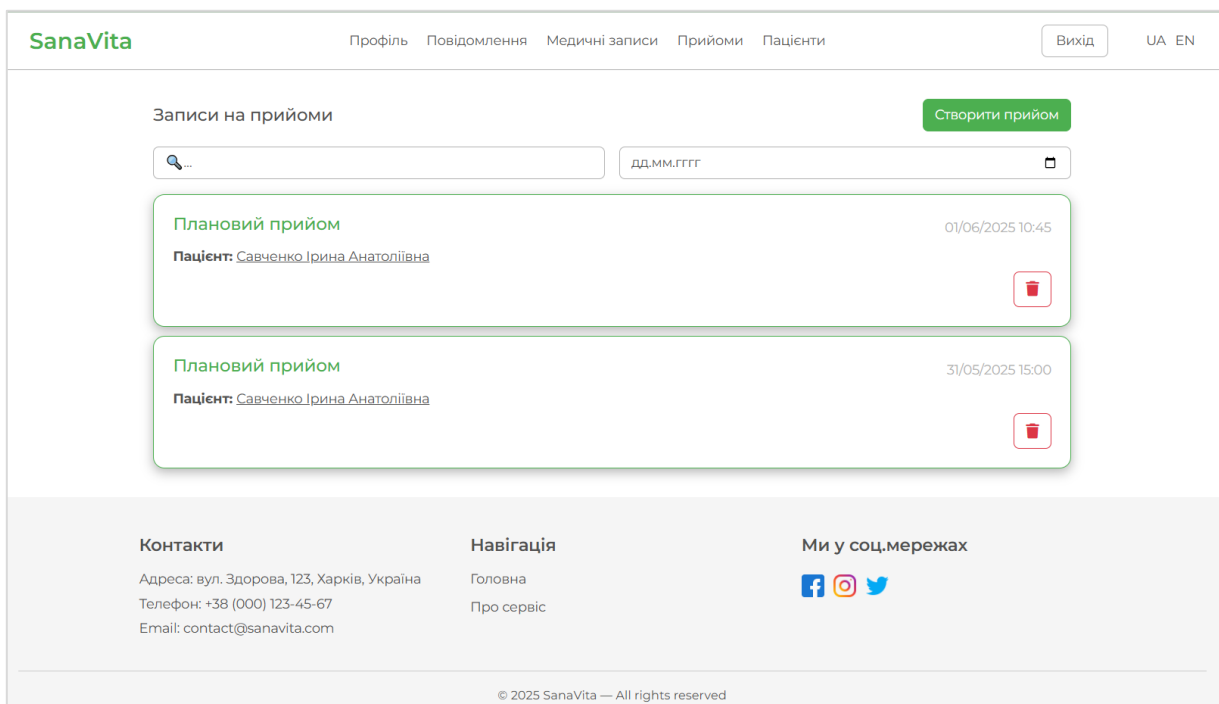 SanaVita
Профіль Повідомлення Медичні записи Прийоми Пацієнти
Вихід
UA EN
Записи на прийоми
Створити прийом
🔍...
дд.мм.гггг
Плановий прийом
01/06/2025 10:45
Пацієнт: Савченко Ірина Анатоліївна
Плановий прийом
31/05/2025 15:00
Пацієнт: Савченко Ірина Анатоліївна
Контакти
Адреса: вул. Здорова, 123, Харків, Україна
Телефон: +38 (000) 123-45-67
Email: contact@sanavita.com
Навігація
Головна
Про сервіс
Ми у соц.мережах
© 2025 SanaVita — All rights reserved